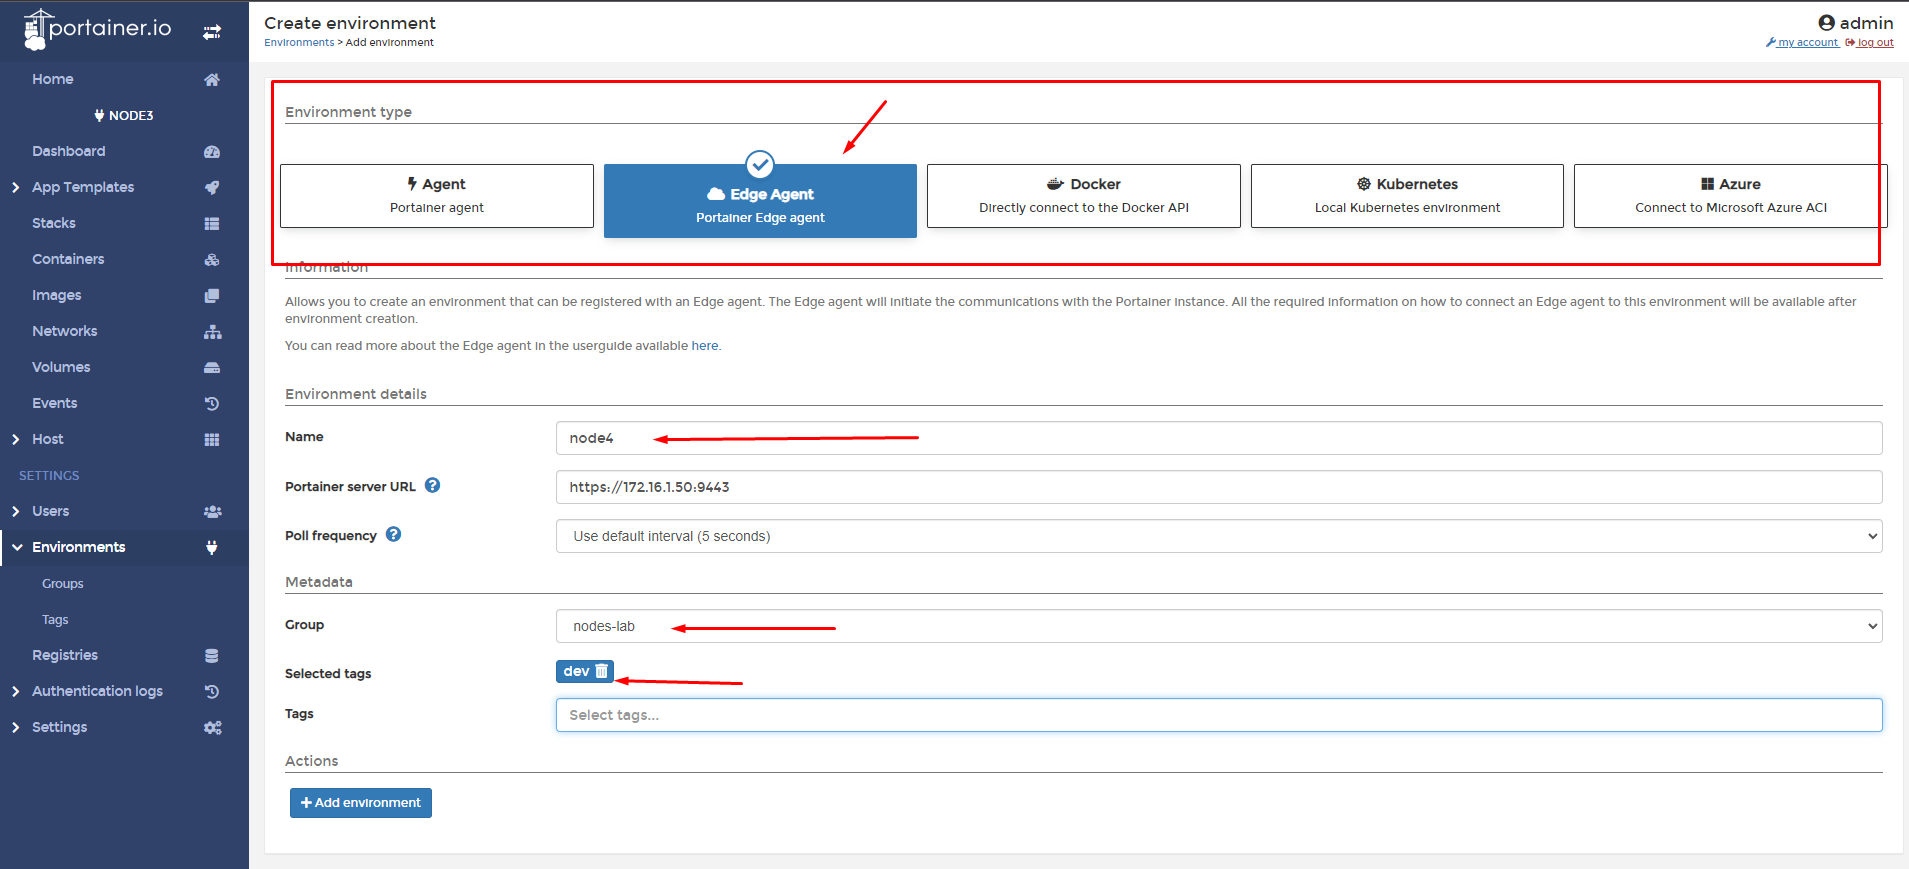 portainer.io
Home
NODE3
Dashboard
App Templates
Stacks
Containers
Images
Networks
Volumes
Events
Host
SETTINGS
Users
Environments
Groups
Tags
Registries
Authentication logs
Settings
Create environment
Environments > Add environment
admin
my account log out
Environment type
Agent
Portainer agent
Edge Agent
Portainer Edge agent
Docker
Directly connect to the Docker API
Kubernetes
Local Kubernetes environment
Azure
Connect to Microsoft Azure ACI
Information
Allows you to create an environment that can be registered with an Edge agent. The Edge agent will initiate the communications with the Portainer instance. All the required information on how to connect an Edge agent to this environment will be available after
environment creation.
You can read more about the Edge agent in the userguide available here.
Environment details
Name
node4
Portainer server URL ?
https://172.16.1.50:9443
Poll frequency ?
Use default interval (5 seconds)
Metadata
Group
nodes-lab
Selected tags
dev
Tags
Select tags...
Actions
+ Add environment